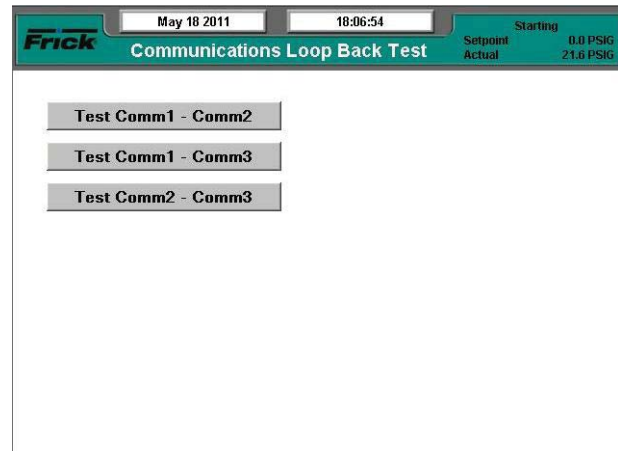 Frick
May 18 2011
18:06:54
Communications Loop Back Test
Starting
Setpoint 0.0 PSIG
Actual 21.6 PSIG
Test Comm1 - Comm2
Test Comm1 - Comm3
Test Comm2 - Comm3